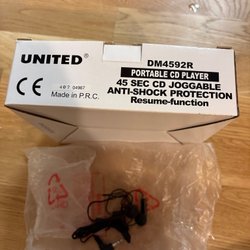 UNITED
DM4592R
PORTABLE CD PLAYER
45 SEC CD JOGGABLE
ANTI-SHOCK PROTECTION
Resume-function
CE
Made in P.R.C.